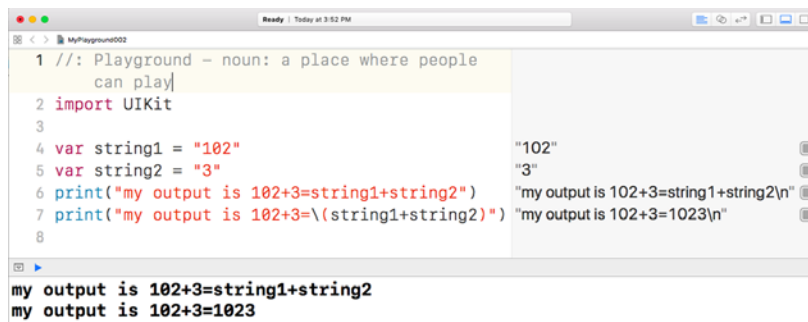 Ready | Today at 3:52 PM
MyPlayground002
1 //: Playground – noun: a place where people
can play
2 import UIKit
3
4 var string1 = "102" "102"
5 var string2 = "3" "3"
6 print("my output is 102+3=string1+string2") "my output is 102+3=string1+string2\n"
7 print("my output is 102+3=\(string1+string2)") "my output is 102+3=1023\n"
8
my output is 102+3=string1+string2
my output is 102+3=1023